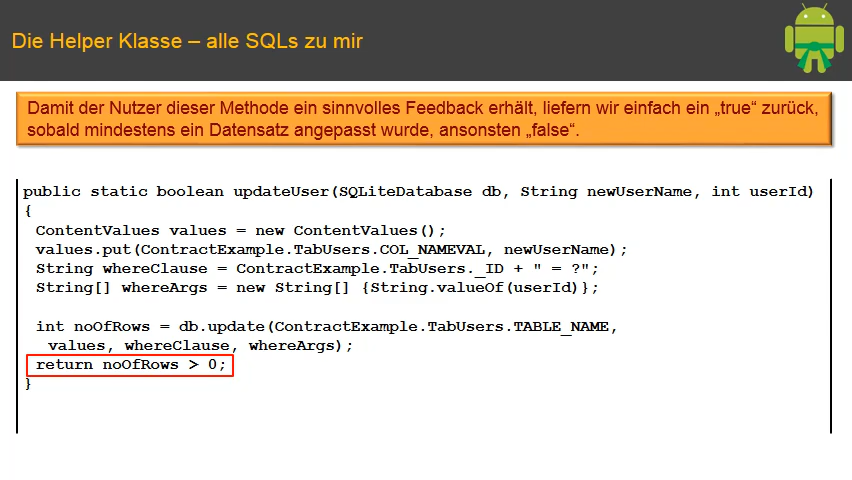 Die Helper Klasse – alle SQLs zu mir
Damit der Nutzer dieser Methode ein sinnvolles Feedback erhält, liefern wir einfach ein „true“ zurück,
sobald mindestens ein Datensatz angepasst wurde, ansonsten „false“.
public static boolean updateUser(SQLiteDatabase db, String newUserName, int userId)
{
ContentValues values = new ContentValues();
values.put(ContractExample.TabUsers.COL_NAMEVAL, newUserName);
String whereClause = ContractExample.TabUsers._ID + " = ?";
String[] whereArgs = new String[] {String.valueOf(userId)};
int noOfRows = db.update(ContractExample.TabUsers.TABLE_NAME,
values, whereClause, whereArgs);
return noOfRows > 0;
}